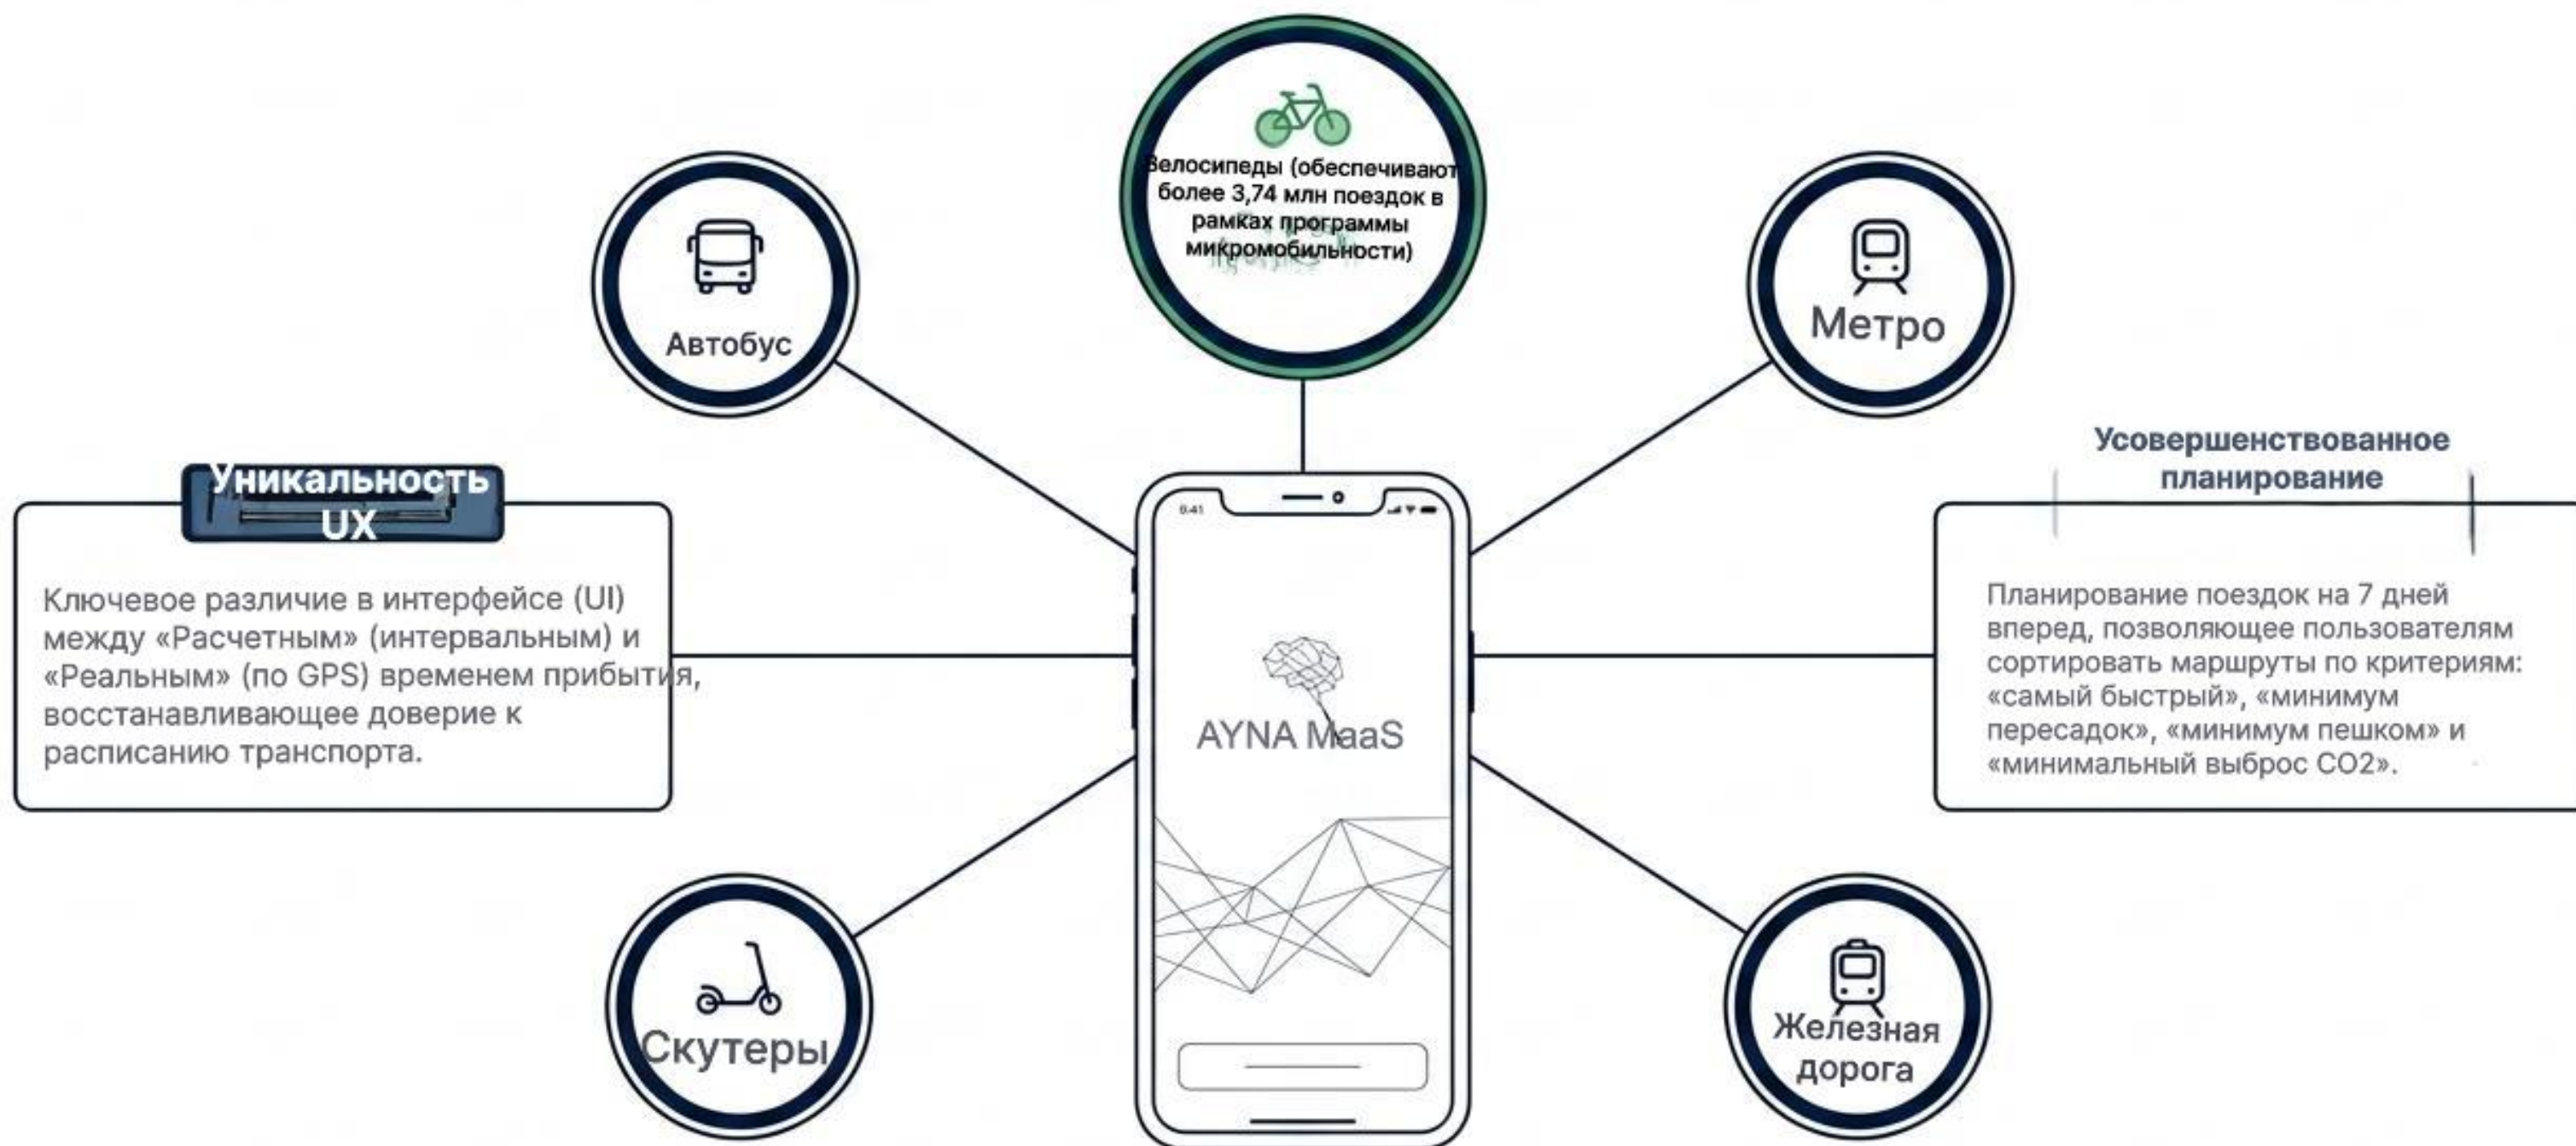 Велосипеды (обеспечивают
более 3,74 млн поездок в
рамках программы
микромобильности)
Автобус
Метро
Уникальность
UX
Ключевое различие в интерфейсе (UI)
между «Расчетным» (интервальным) и
«Реальным» (по GPS) временем прибытия,
восстанавливающее доверие к
расписанию транспорта.
9:41
AYNA MaaS
Усовершенствованное
планирование
Планирование поездок на 7 дней
вперед, позволяющее пользователям
сортировать маршруты по критериям:
«самый быстрый», «минимум
пересадок», «минимум пешком» и
«минимальный выброс CO2».
Скутеры
Железная
дорога